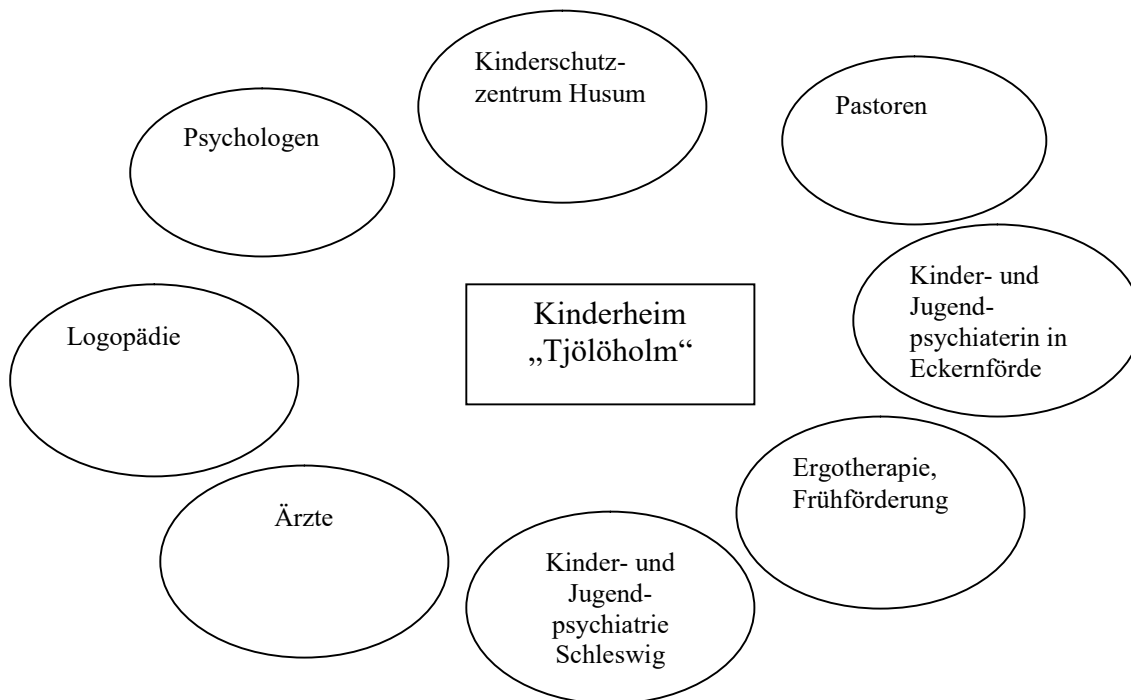 Kinderschutz-
zentrum Husum
Pastoren
Psychologen
Kinder- und
Jugend-
psychiaterin in
Eckernförde
Kinderheim
„Tjölöholm“
Logopädie
Ergotherapie,
Frühförderung
Ärzte
Kinder- und
Jugend-
psychiatrie
Schleswig